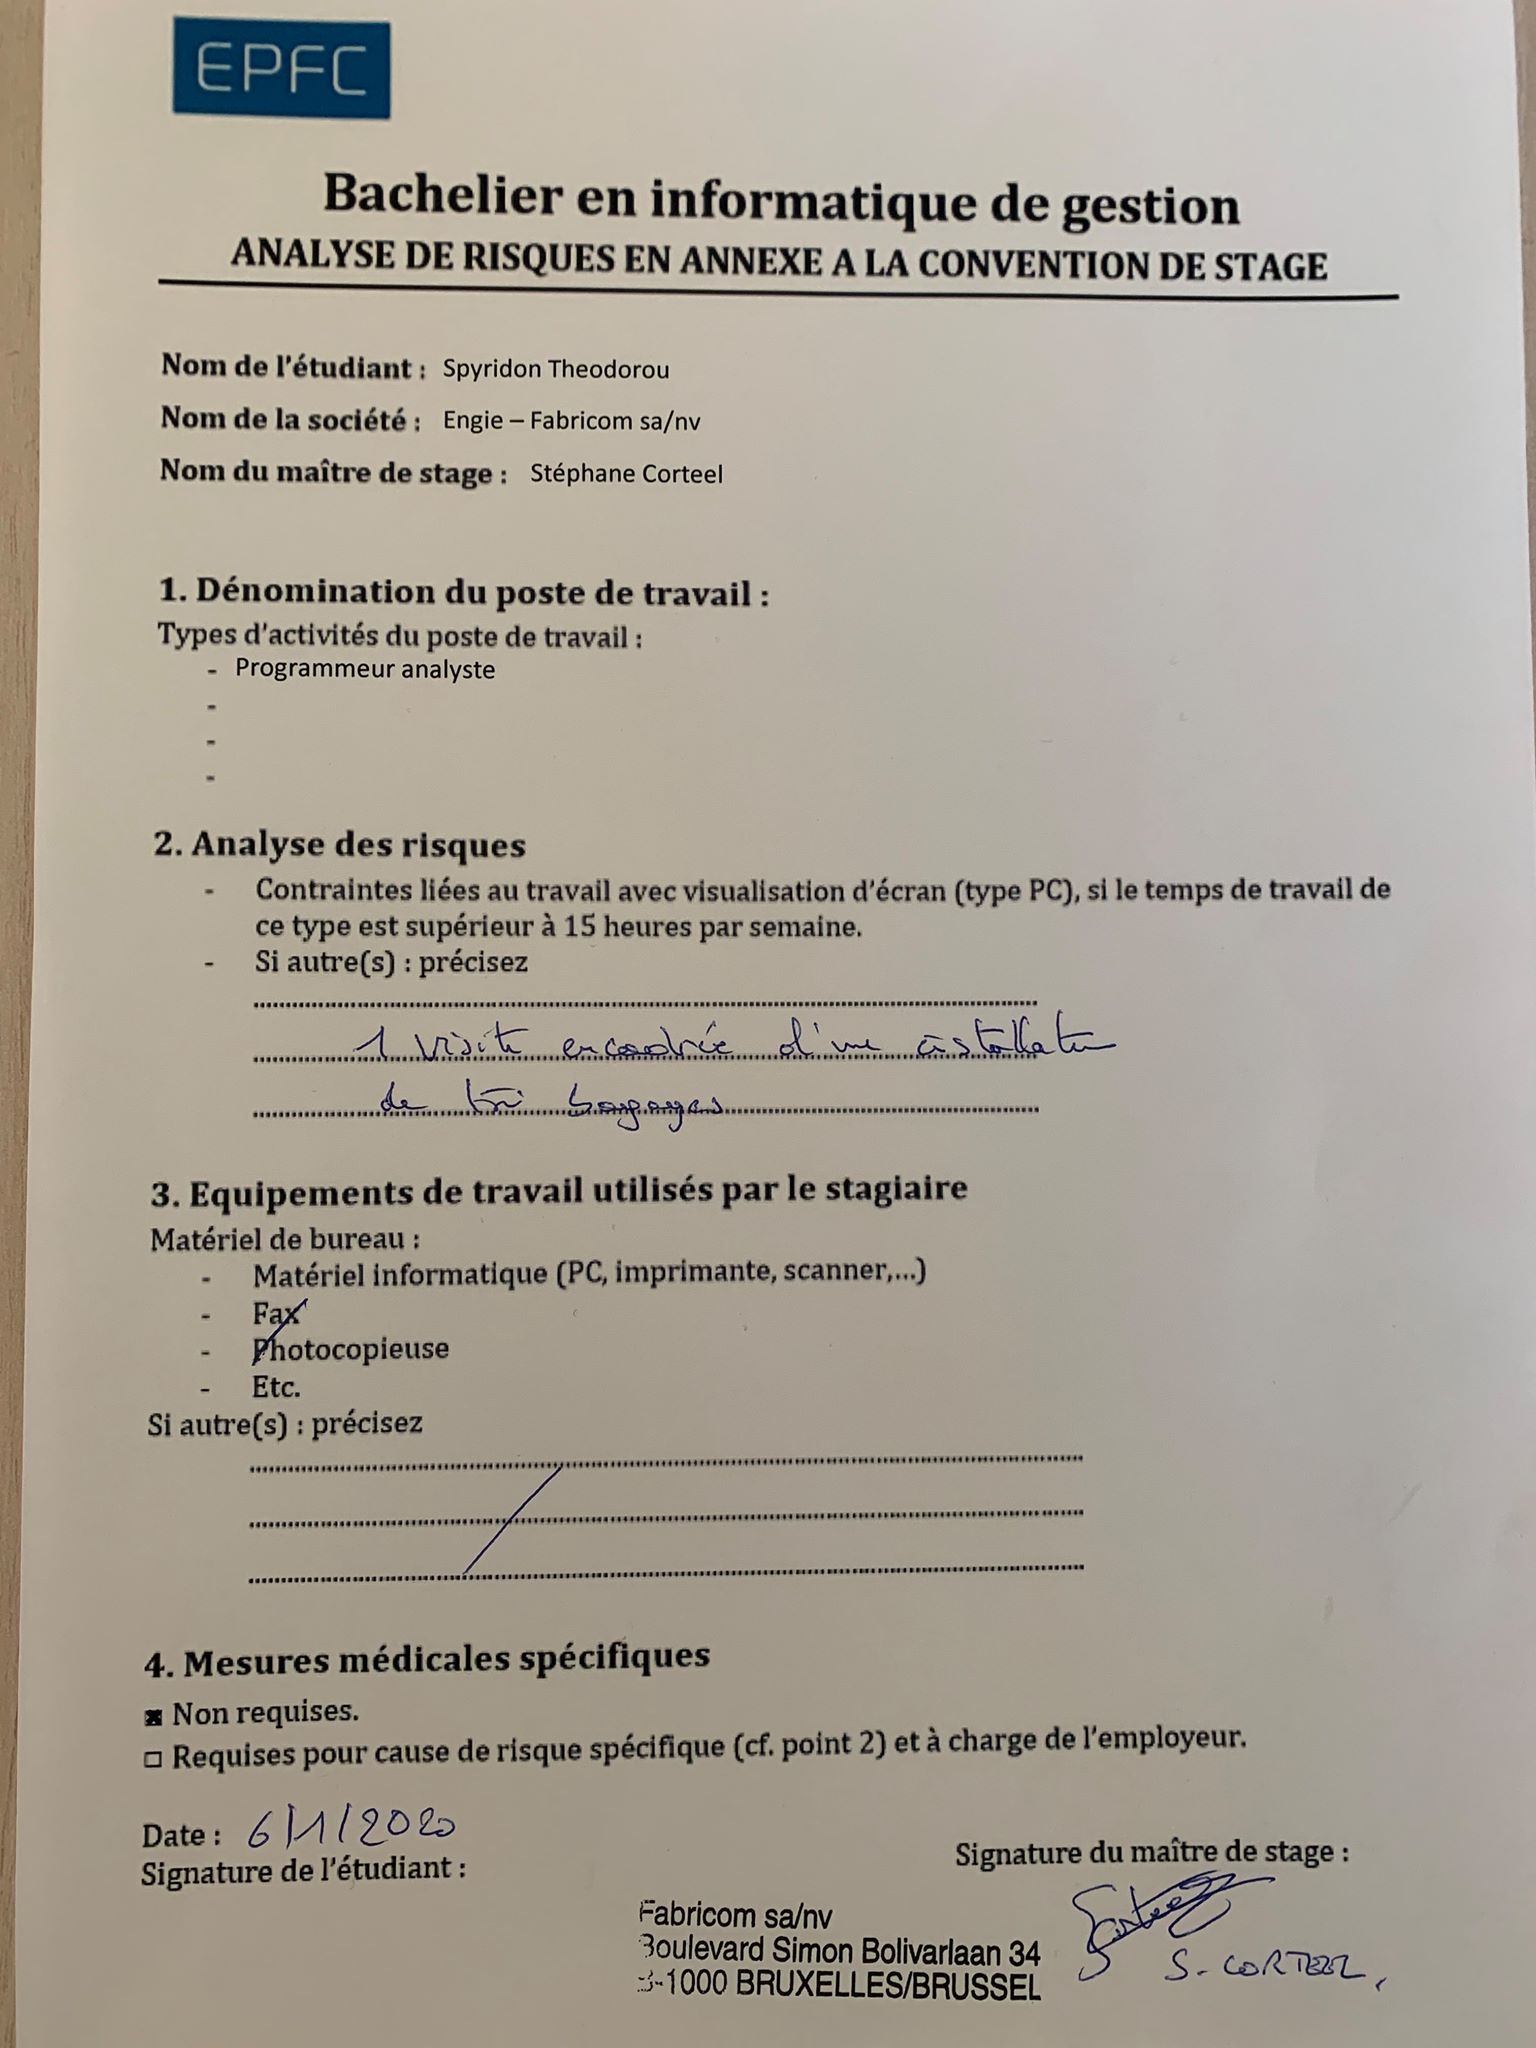 EPFC
Bachelier en informatique de gestion
ANALYSE DE RISQUES EN ANNEXE A LA CONVENTION DE STAGE
Nom de l'étudiant : Spyridon Theodorou
Nom de la société : Engie – Fabricom sa/nv
Nom du maître de stage : Stéphane Corteel
1. Dénomination du poste de travail :
Types d'activités du poste de travail :
- Programmeur analyste
-
-
-
2. Analyse des risques
- Contraintes liées au travail avec visualisation d'écran (type PC), si le temps de travail de
ce type est supérieur à 15 heures par semaine.
- Si autre(s) : précisez
1 visite encadrée d'une installation
de tri bagages
3. Equipements de travail utilisés par le stagiaire
Matériel de bureau :
- Matériel informatique (PC, imprimante, scanner,...)
- Fax
- Photocopieuse
- Etc.
Si autre(s) : précisez
4. Mesures médicales spécifiques
☒ Non requises.
☐ Requises pour cause de risque spécifique (cf. point 2) et à charge de l'employeur.
Date : 6/1/2020
Signature de l'étudiant :
Signature du maître de stage :
Fabricom sa/nv
Boulevard Simon Bolivarlaan 34
B-1000 BRUXELLES/BRUSSEL
S. CORTEEL